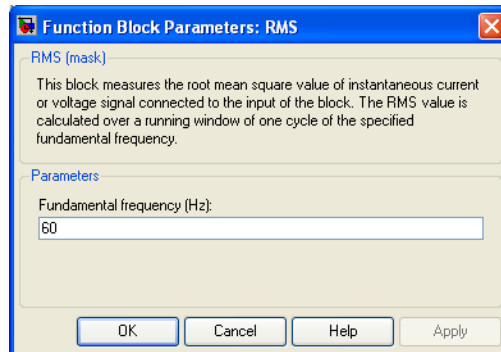 Function Block Parameters: RMS
RMS (mask)
This block measures the root mean square value of instantaneous current
or voltage signal connected to the input of the block. The RMS value is
calculated over a running window of one cycle of the specified
fundamental frequency.
Parameters
Fundamental frequency (Hz):
60
OK Cancel Help Apply